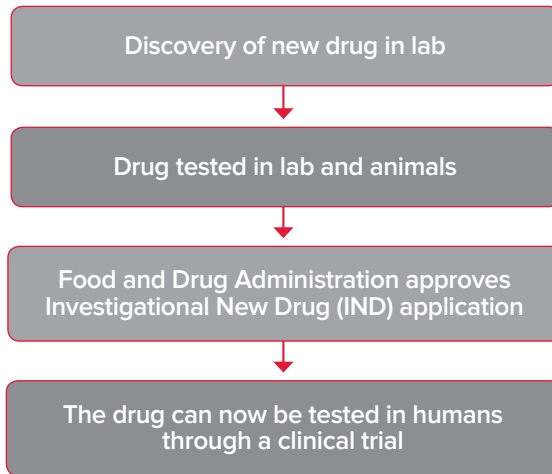 Discovery of new drug in lab
Drug tested in lab and animals
Food and Drug Administration approves
Investigational New Drug (IND) application
The drug can now be tested in humans
through a clinical trial